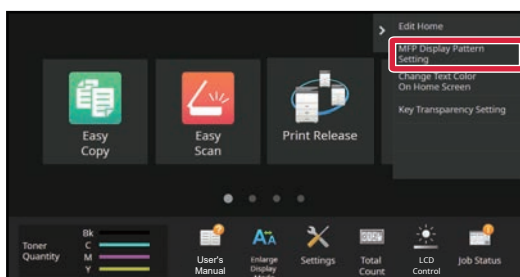 Edit Home
MFP Display Pattern
Setting
Change Text Color
On Home Screen
Key Transparency Setting
Easy
Copy
Easy
Scan
Print Release
Toner
Quantity
Bk
C
M
Y
User's
Manual
Enlarge
Display
Mode
Settings
Total
Count
LCD
Control
Job Status